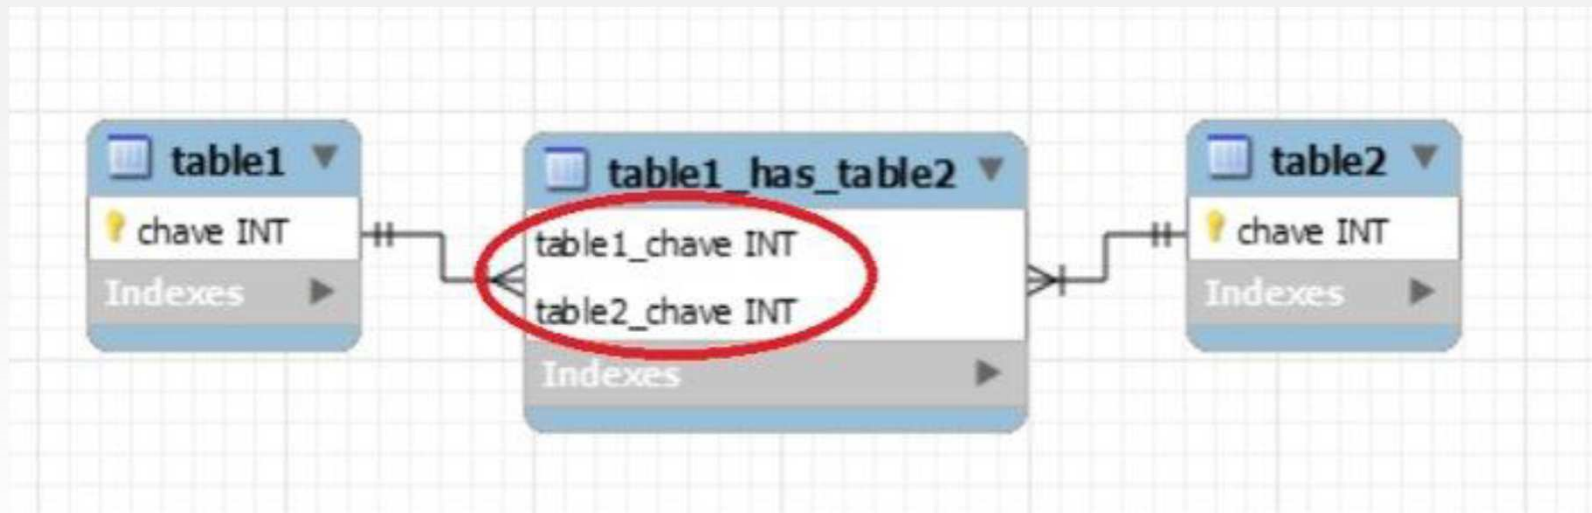 table1
chave INT
Indexes
table1_has_table2
table1_chave INT
table2_chave INT
Indexes
table2
chave INT
Indexes